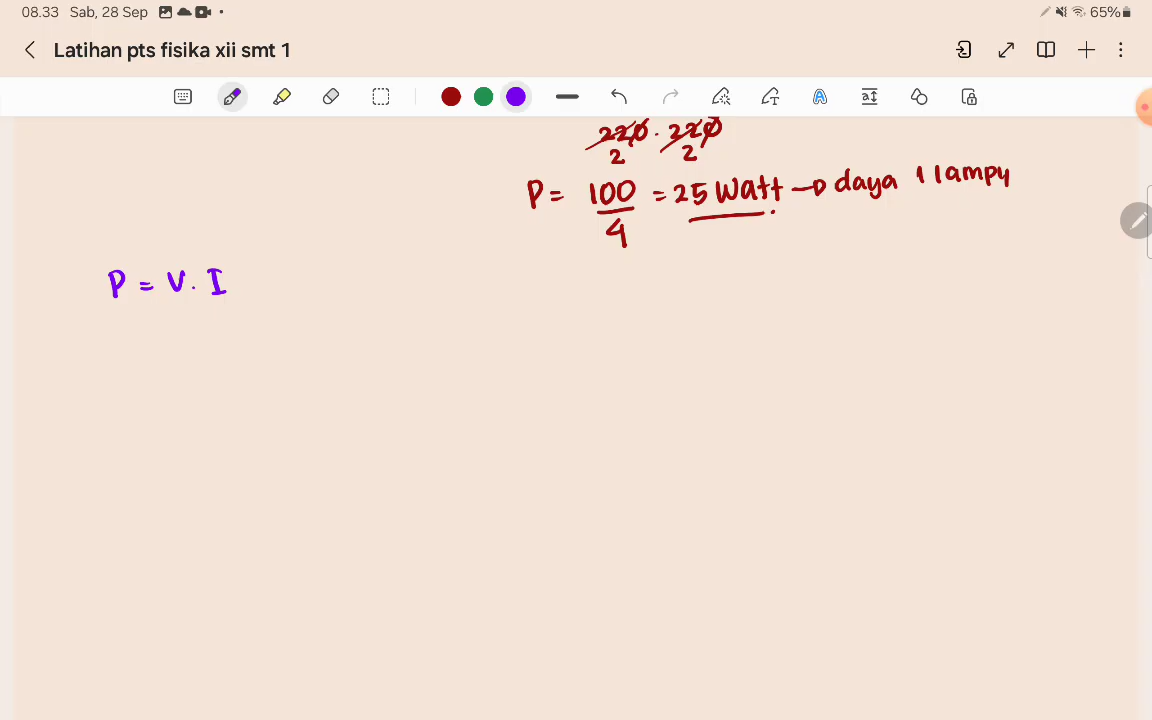 08.33 Sab, 28 Sep
65%
Latihan pts fisika xii smt 1
220 . 220
2 2
P = 100 = 25 Watt → daya 1 lampu
4
P = V . I